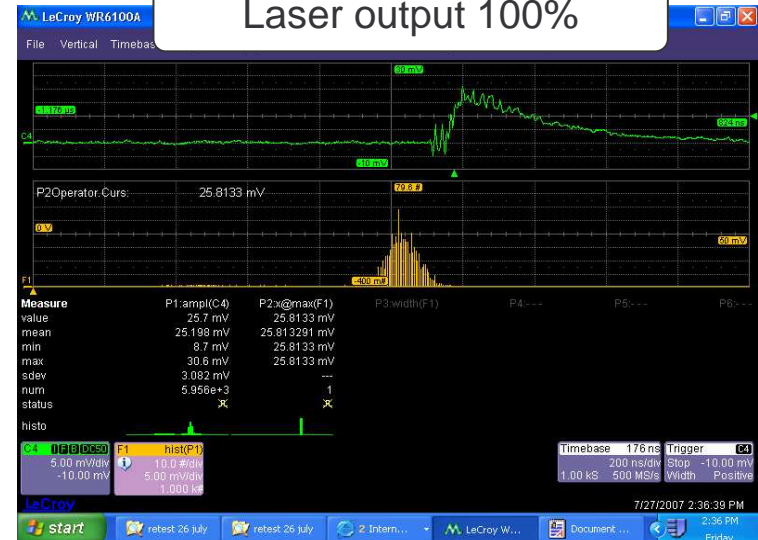 Laser output 100%
LeCroy WR6100A
File Vertical Timebas
30 mV
-1.176 µs
824 ns
C4
-10 mV
P2Operator.Curs: 25.8133 mV
79.6 #
0 V
60 mV
-400 m#
F1
Measure P1:ampl(C4) P2:x@max(F1) P3:width(F1) P4:- - - P5:- - - P6:- - -
value 25.7 mV 25.8133 mV
mean 25.198 mV 25.813291 mV
min 8.7 mV 25.8133 mV
max 30.6 mV 25.8133 mV
sdev 3.082 mV ---
num 5.956e+3 1
status
histo
C4 F B DC50 F1 hist(P1) Timebase 176 ns Trigger C4
5.00 mV/div 10.0 #/div 200 ns/div Stop -10.00 mV
-10.00 mV 5.00 mV/div 1.00 kS 500 MS/s Width Positive
1.000 k#
LeCroy 7/27/2007 2:36:39 PM
start retest 26 july retest 26 july 2 Intern... LeCroy W... Document ... 2:36 PM
Friday